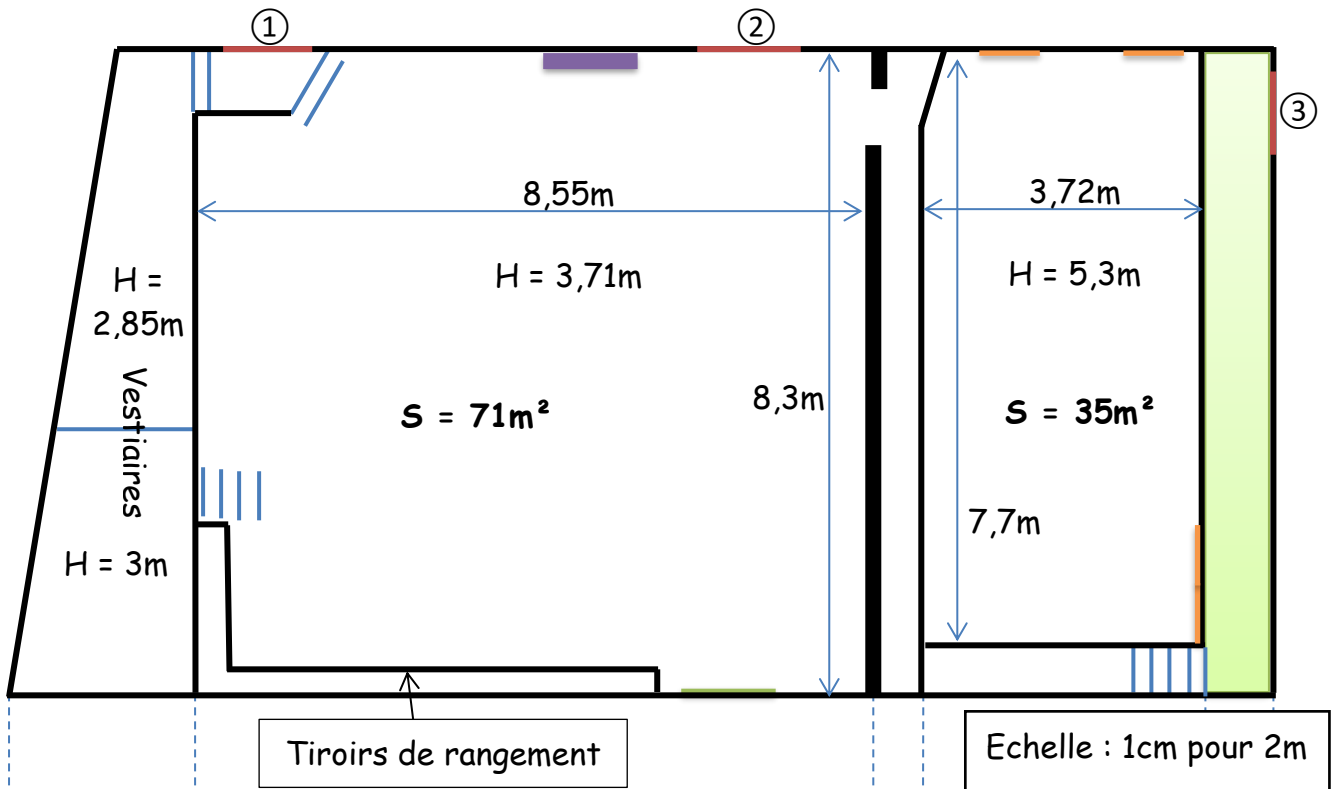 ①
②
③
8,55m
3,72m
H =
2,85m
H = 3,71m
H = 5,3m
Vestiaires
8,3m
S = 71m²
S = 35m²
7,7m
H = 3m
Tiroirs de rangement
Echelle : 1cm pour 2m